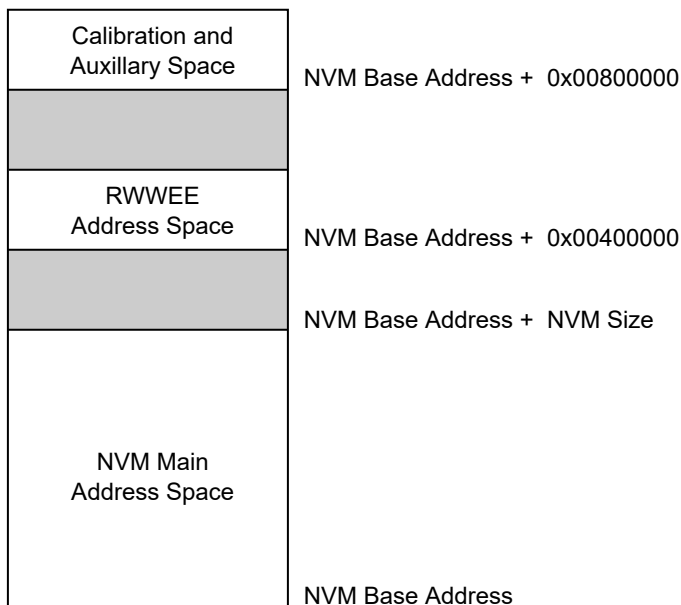 Calibration and
Auxillary Space
NVM Base Address + 0x00800000
RWWEE
Address Space
NVM Base Address + 0x00400000
NVM Base Address + NVM Size
NVM Main
Address Space
NVM Base Address